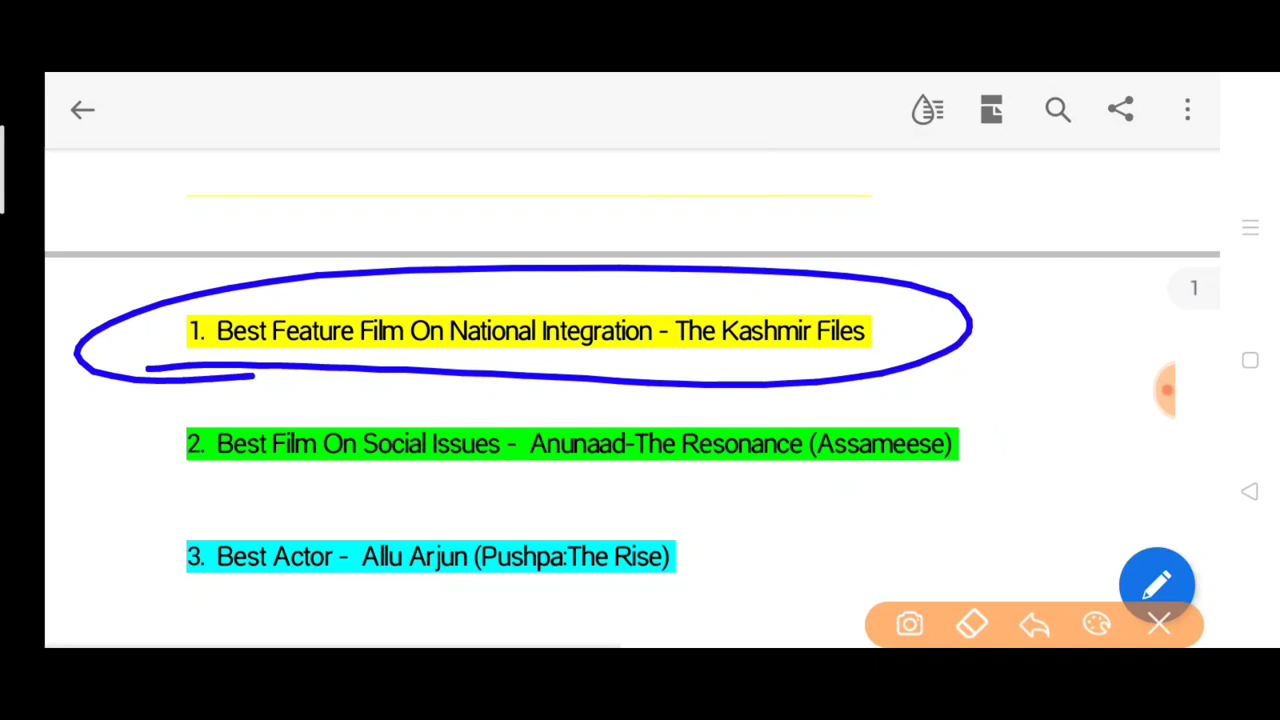 1
1. Best Feature Film On National Integration - The Kashmir Files
2. Best Film On Social Issues - Anunaad-The Resonance (Assameese)
3. Best Actor - Allu Arjun (Pushpa:The Rise)